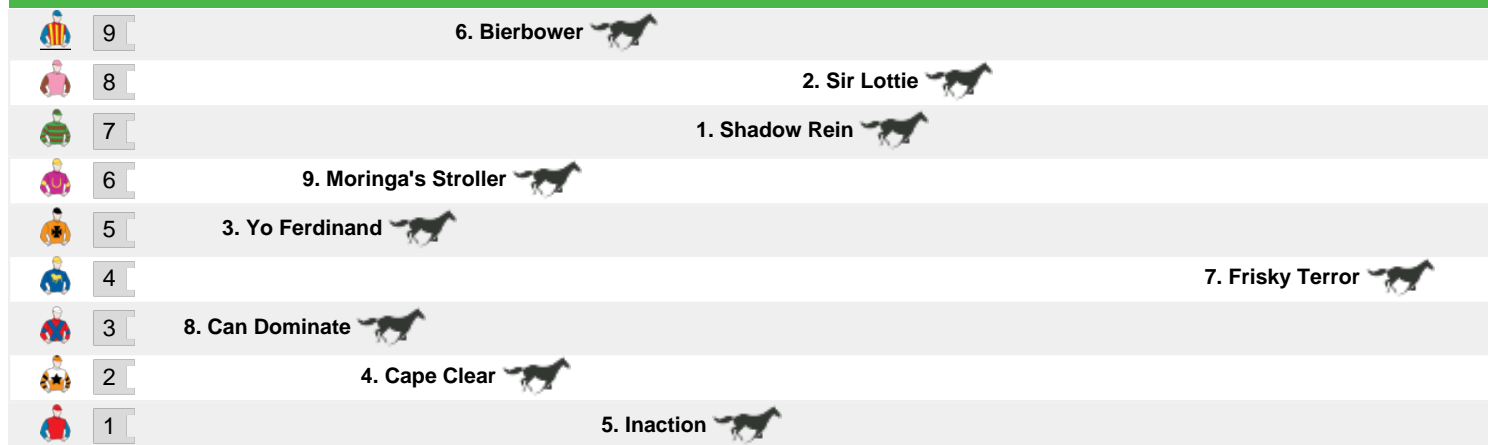 9 6. Bierbower
8 2. Sir Lottie
7 1. Shadow Rein
6 9. Moringa's Stroller
5 3. Yo Ferdinand
4 7. Frisky Terror
3 8. Can Dominate
2 4. Cape Clear
1 5. Inaction